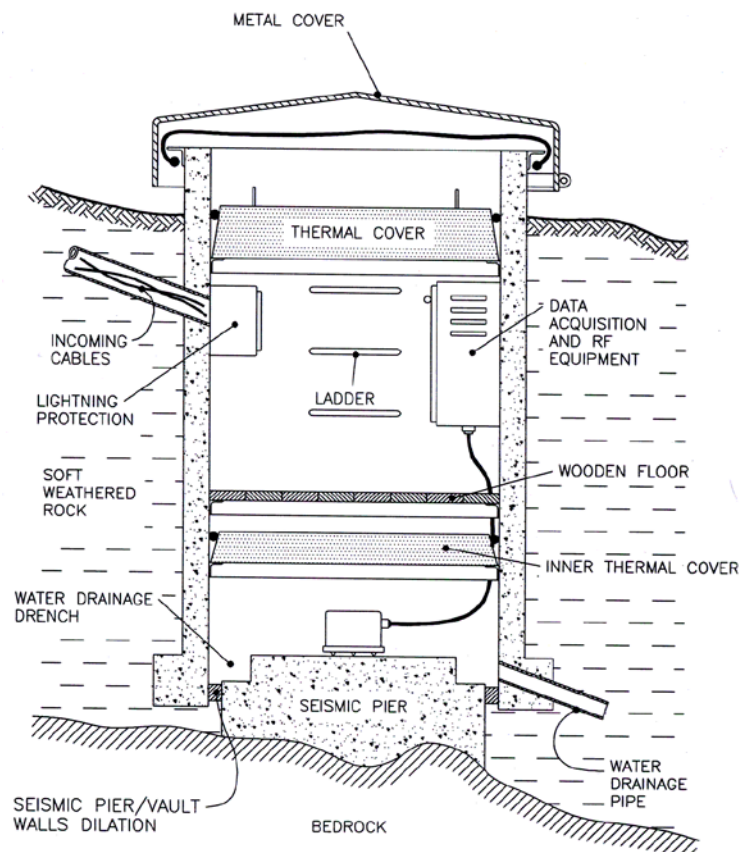 METAL COVER
THERMAL COVER
INCOMING
CABLES
DATA
ACQUISITION
AND RF
EQUIPMENT
LIGHTNING
PROTECTION
LADDER
SOFT
WEATHERED
ROCK
WOODEN FLOOR
INNER THERMAL COVER
WATER DRAINAGE
DRENCH
SEISMIC PIER
WATER
DRAINAGE
PIPE
SEISMIC PIER/VAULT
WALLS DILATION
BEDROCK